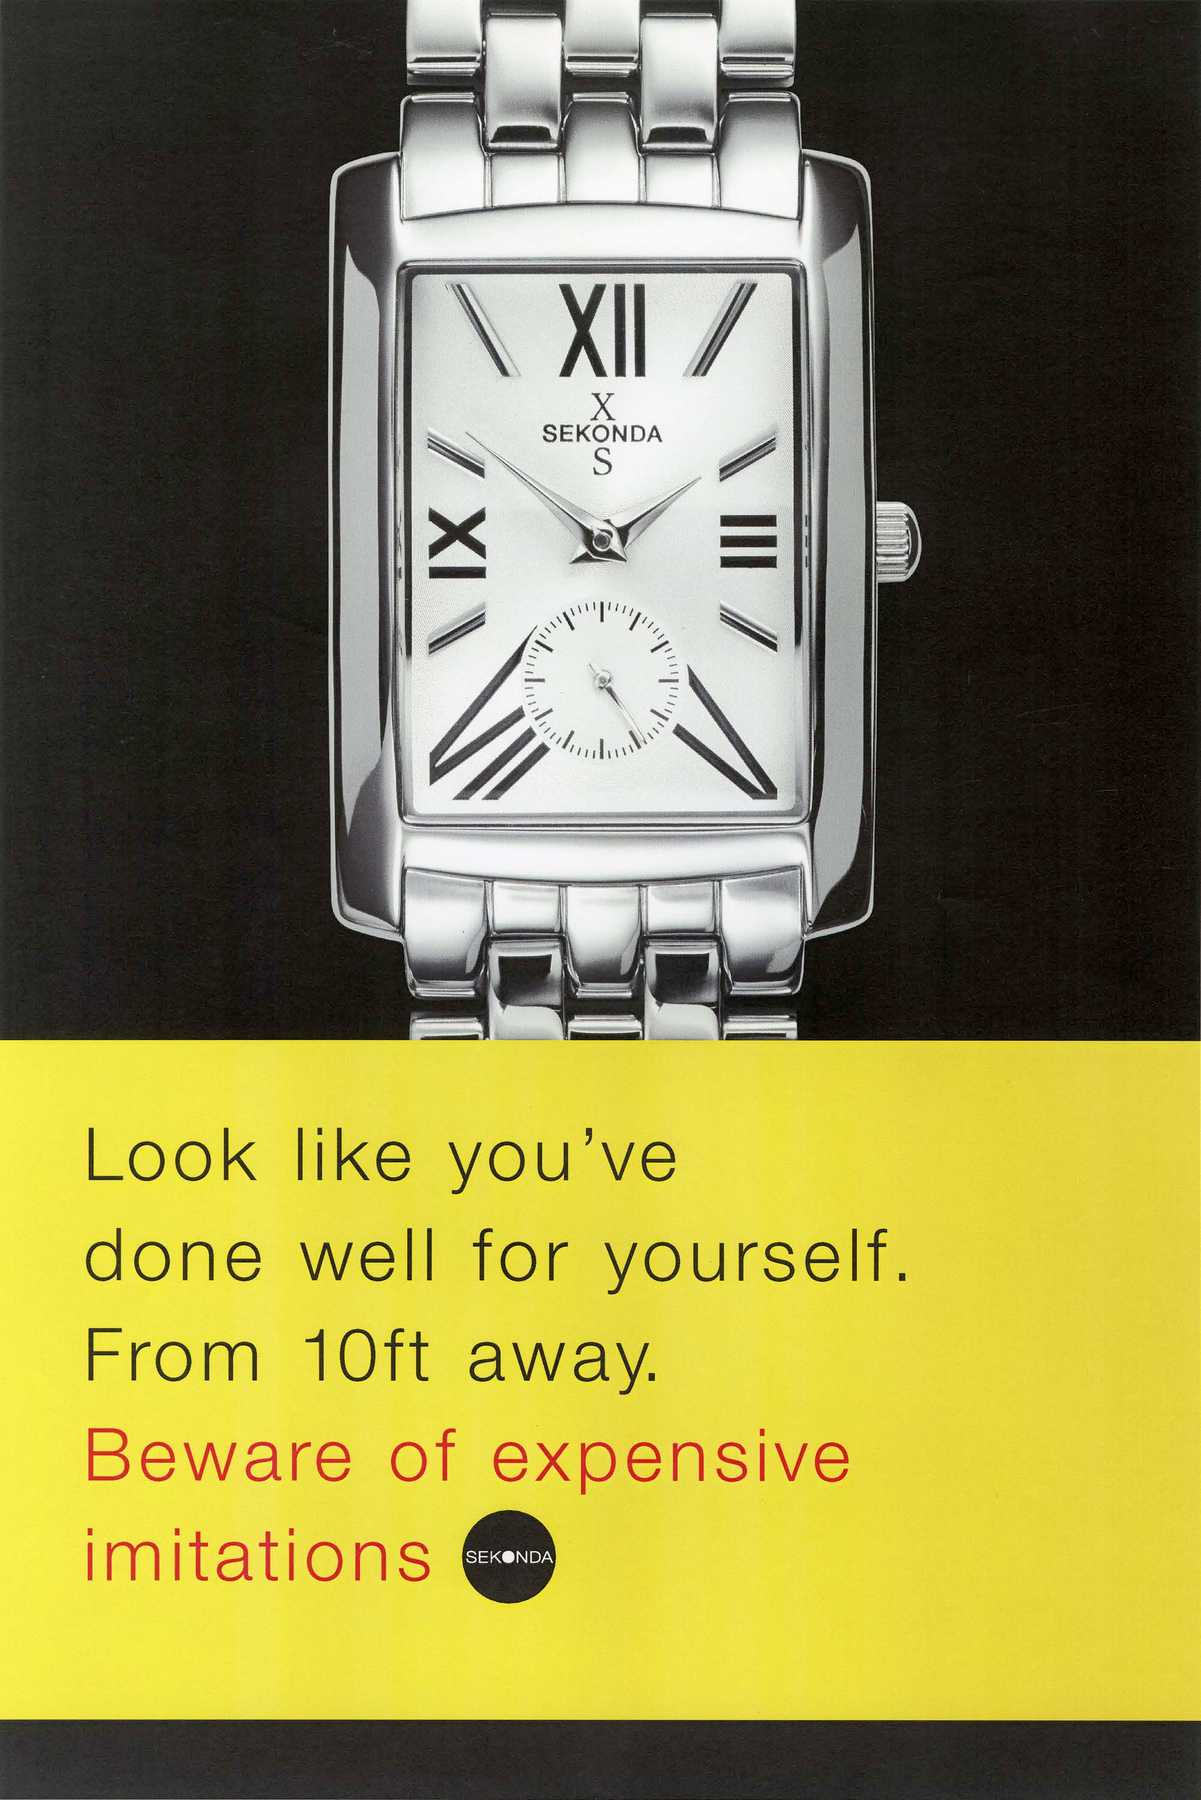 XII
X
SEKONDA
S
IX
III
VIII
V
Look like you've
done well for yourself.
From 10ft away.
Beware of expensive
imitations SEKONDA